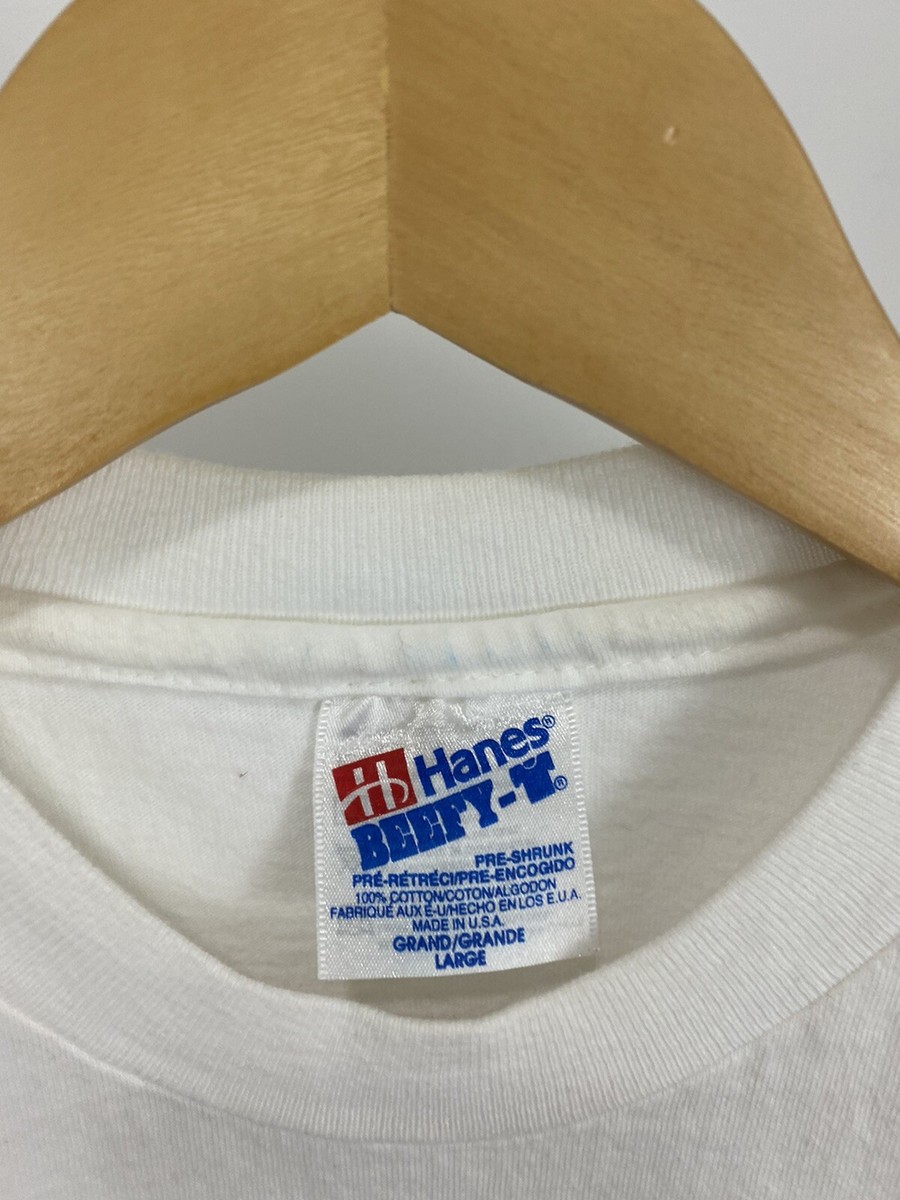 Hanes®
BEEFY-T®
PRE-SHRUNK
PRÉ-RÉTRÉCI/PRE-ENCOGIDO
100% COTTON/COTON/ALGODON
FABRIQUÉ AUX É-U/HECHO EN LOS E.U.A.
MADE IN U.S.A.
GRAND/GRANDE
LARGE